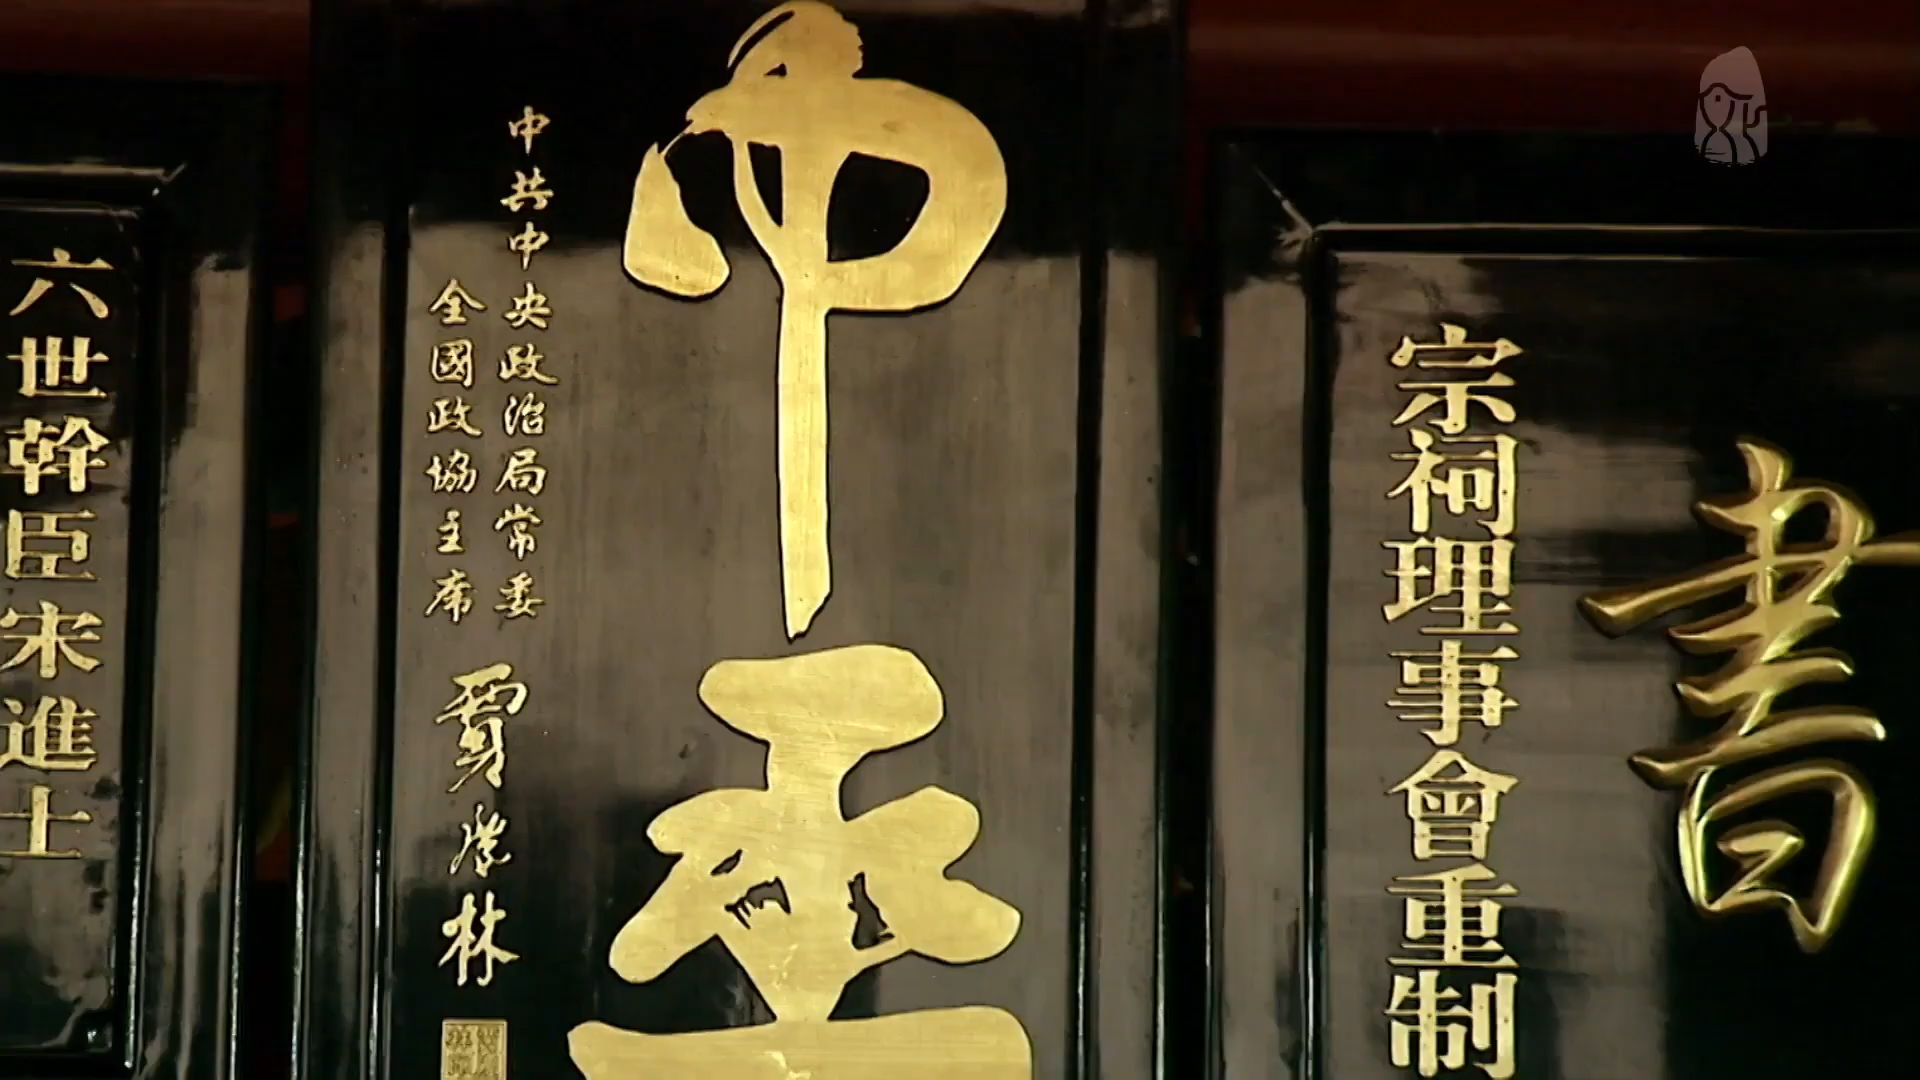 書
宗祠理事會重制
中丞
中共中央政治局常委
全國政協主席
賈慶林
六世幹臣宋進士